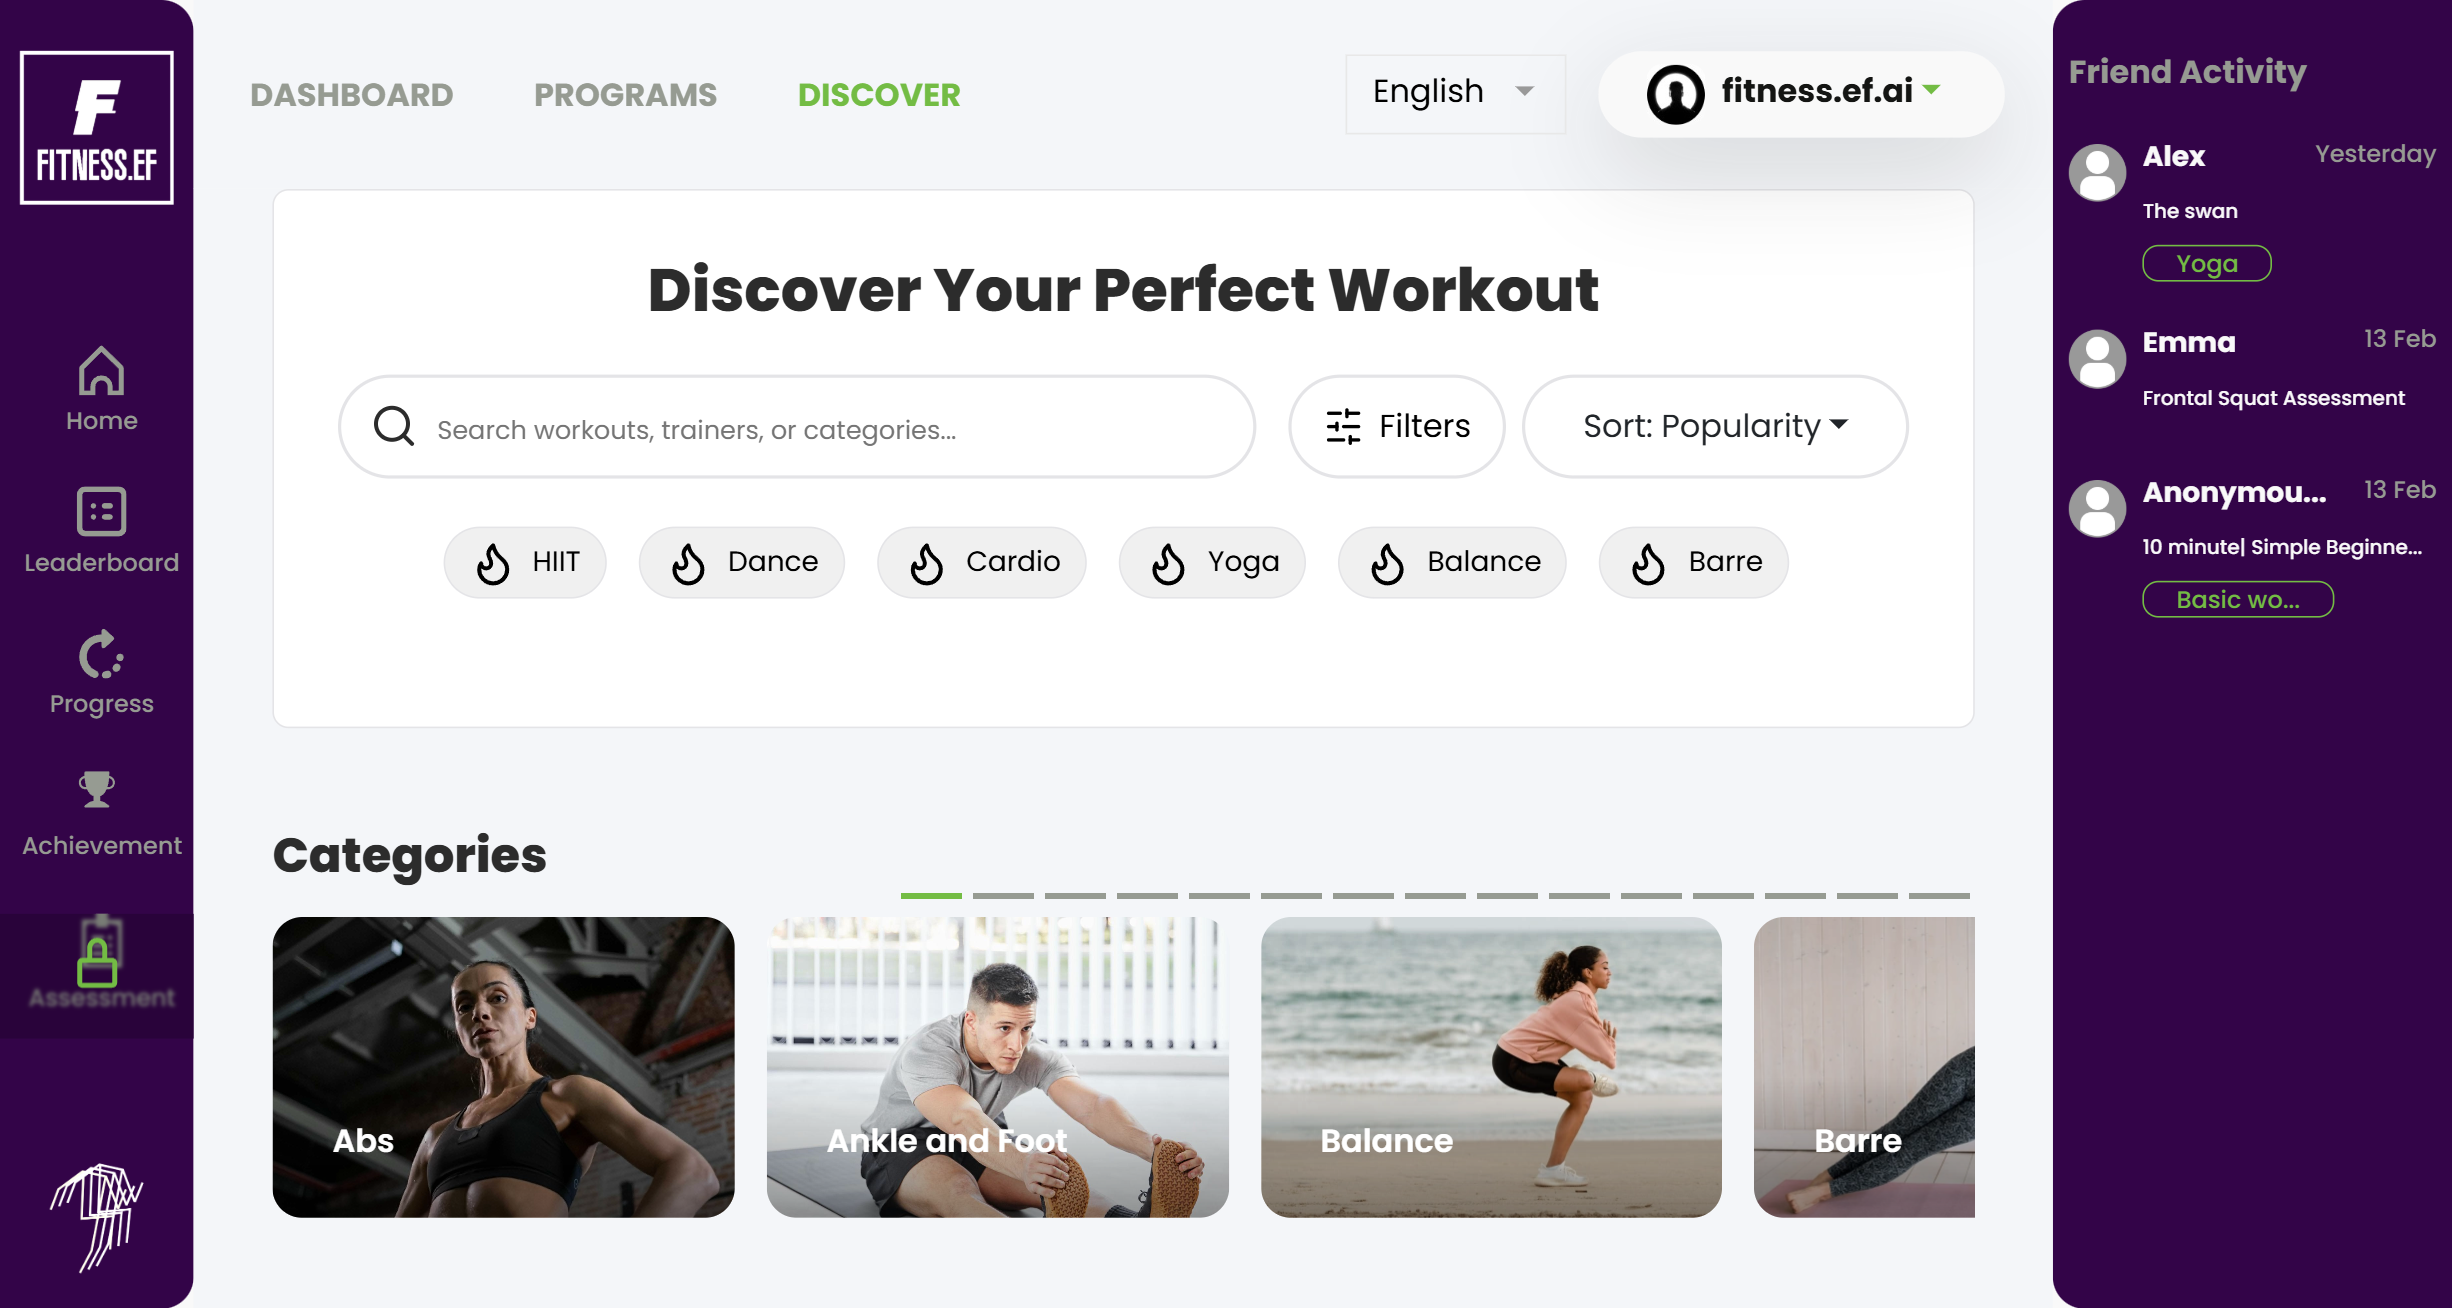 F
FITNESS.EF
Home
Leaderboard
Progress
Achievement
Assessment
DASHBOARD
PROGRAMS
DISCOVER
English
fitness.ef.ai
Discover Your Perfect Workout
Search workouts, trainers, or categories...
Filters
Sort: Popularity
HIIT
Dance
Cardio
Yoga
Balance
Barre
Categories
Abs
Ankle and Foot
Balance
Barre
Friend Activity
Alex
Yesterday
The swan
Yoga
Emma
13 Feb
Frontal Squat Assessment
Anonymou...
13 Feb
10 minute| Simple Beginne...
Basic wo...